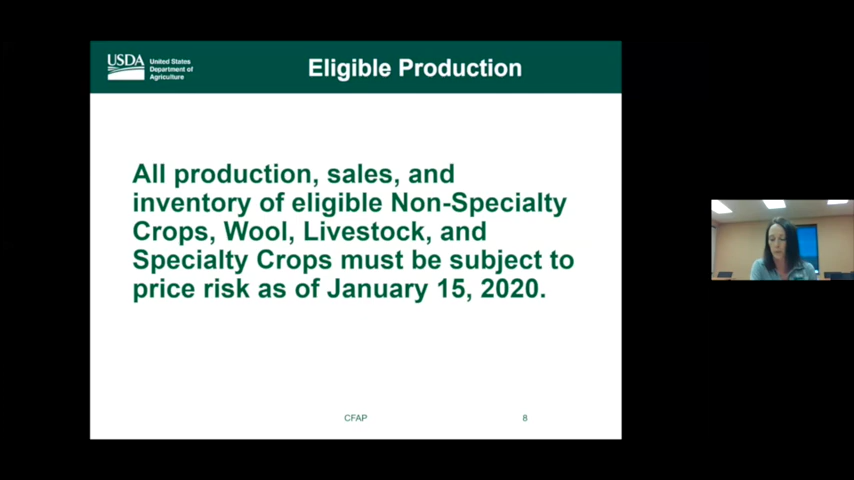 USDA
United States
Department of
Agriculture
Eligible Production
All production, sales, and
inventory of eligible Non-Specialty
Crops, Wool, Livestock, and
Specialty Crops must be subject to
price risk as of January 15, 2020.
CFAP
8